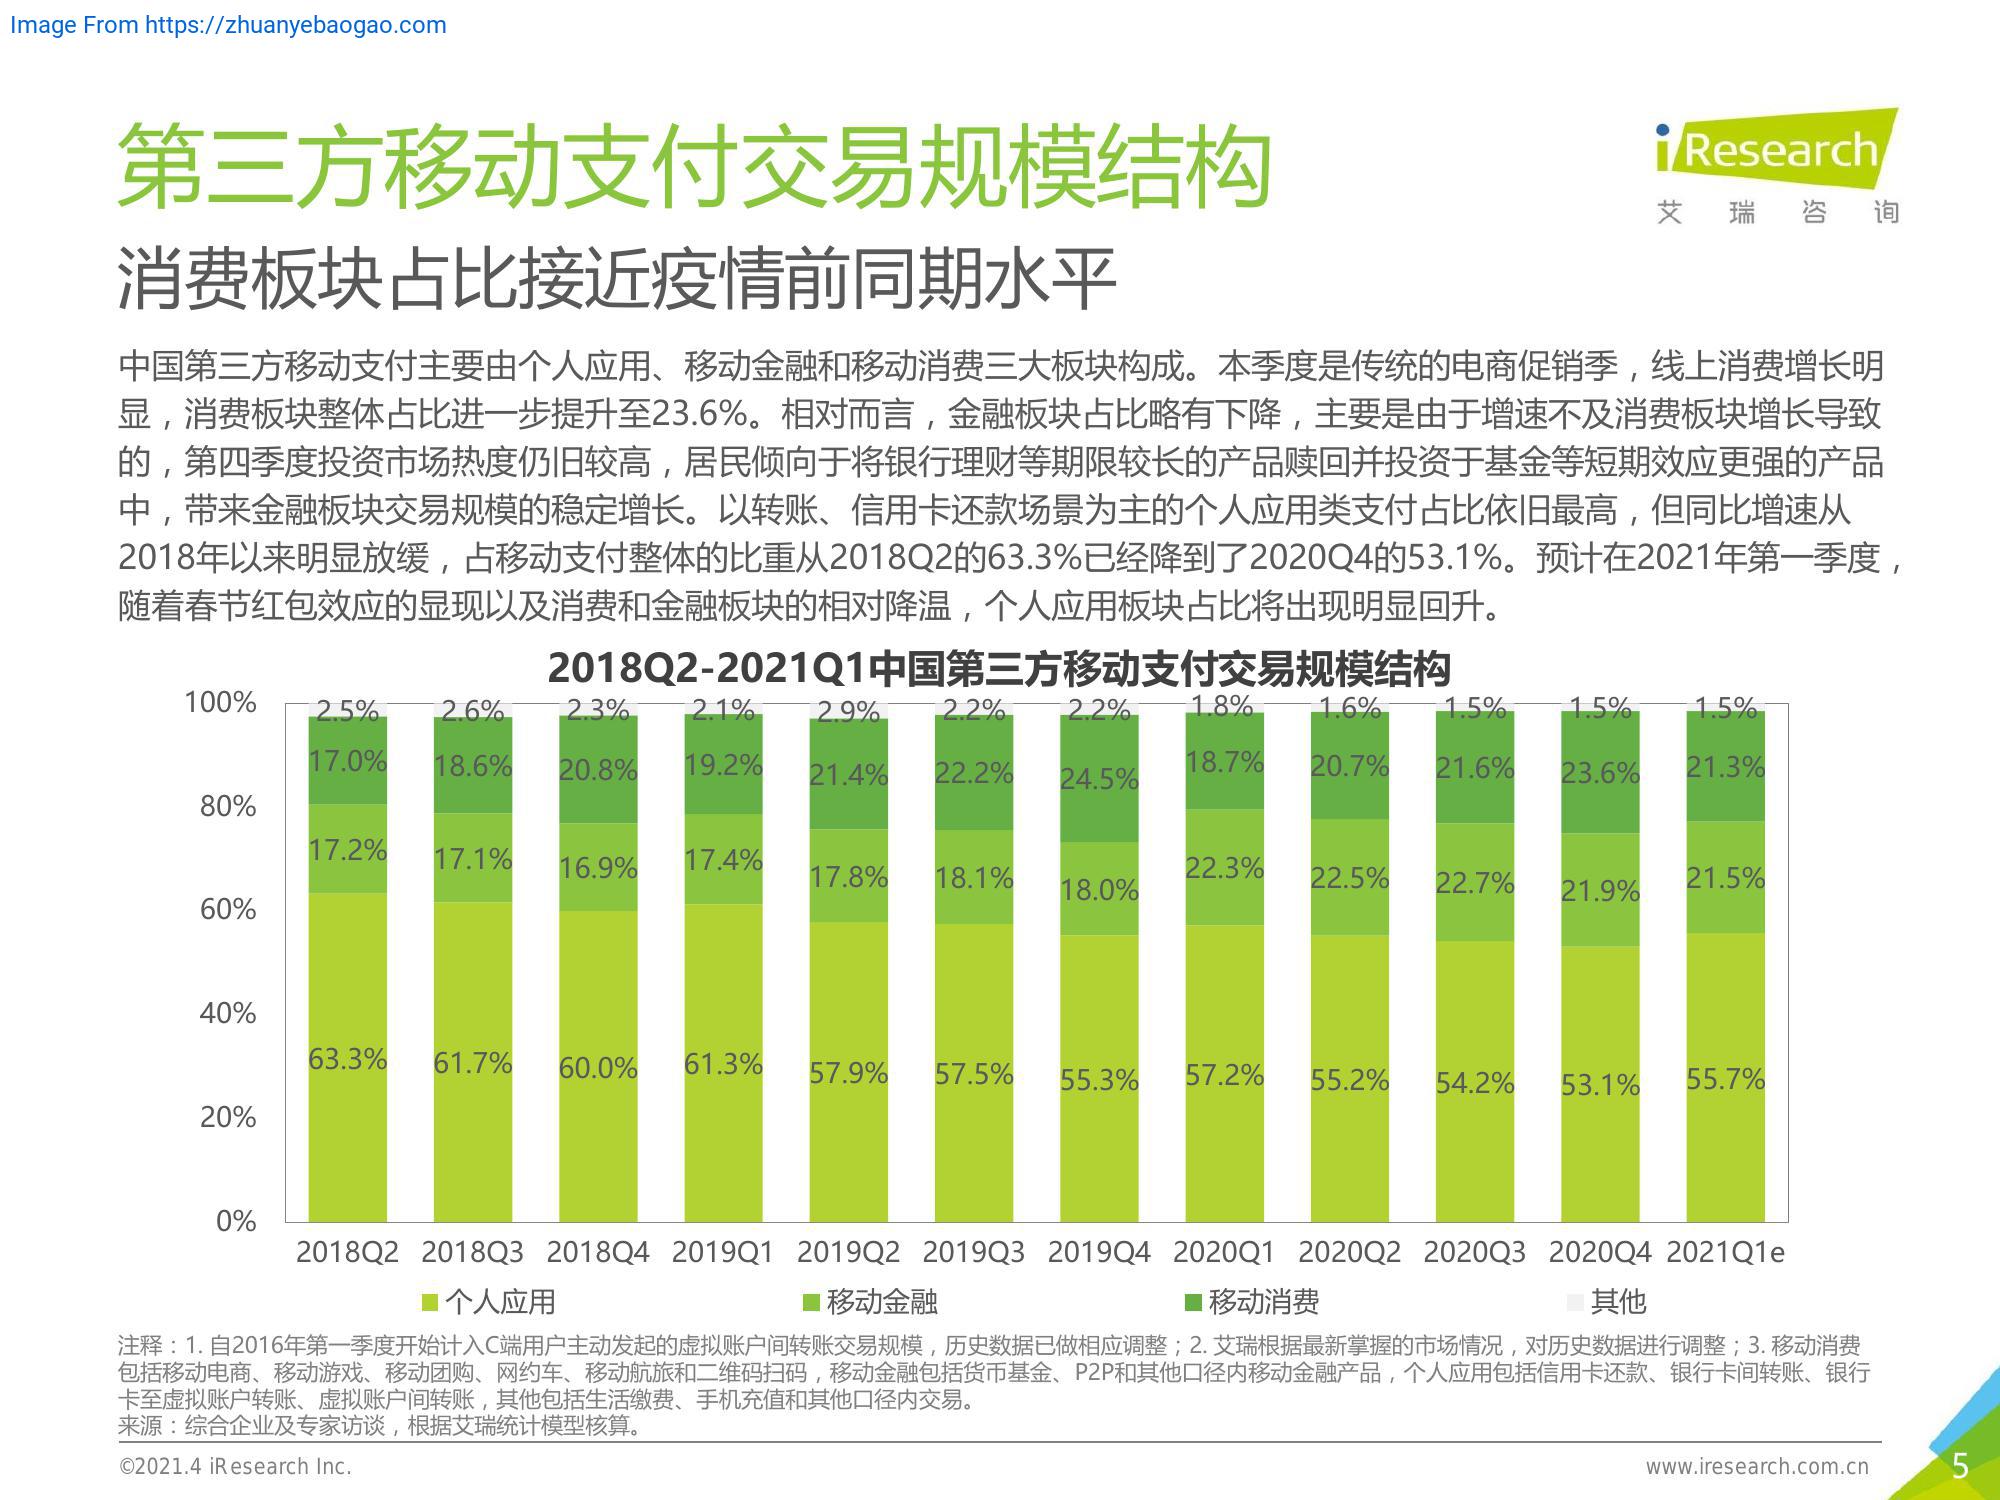 Image From https://zhuanyebaogao.com
第三方移动支付交易规模结构
iResearch
艾瑞咨询
消费板块占比接近疫情前同期水平
中国第三方移动支付主要由个人应用、移动金融和移动消费三大板块构成。本季度是传统的电商促销季，线上消费增长明
显，消费板块整体占比进一步提升至23.6%。相对而言，金融板块占比略有下降，主要是由于增速不及消费板块增长导致
的，第四季度投资市场热度仍旧较高，居民倾向于将银行理财等期限较长的产品赎回并投资于基金等短期效应更强的产品
中，带来金融板块交易规模的稳定增长。以转账、信用卡还款场景为主的个人应用类支付占比依旧最高，但同比增速从
2018年以来明显放缓，占移动支付整体的比重从2018Q2的63.3%已经降到了2020Q4的53.1%。预计在2021年第一季度，
随着春节红包效应的显现以及消费和金融板块的相对降温，个人应用板块占比将出现明显回升。
2018Q2-2021Q1中国第三方移动支付交易规模结构
100%
2.5% 2.6% 2.3% 2.1% 2.9% 2.2% 2.2% 1.8% 1.6% 1.5% 1.5% 1.5%
17.0% 18.6% 20.8% 19.2% 21.4% 22.2% 24.5% 18.7% 20.7% 21.6% 23.6% 21.3%
80%
17.2% 17.1% 16.9% 17.4% 17.8% 18.1% 18.0% 22.3% 22.5% 22.7% 21.9% 21.5%
60%
40%
63.3% 61.7% 60.0% 61.3% 57.9% 57.5% 55.3% 57.2% 55.2% 54.2% 53.1% 55.7%
20%
0%
2018Q2 2018Q3 2018Q4 2019Q1 2019Q2 2019Q3 2019Q4 2020Q1 2020Q2 2020Q3 2020Q4 2021Q1e
个人应用 移动金融 移动消费 其他
注释：1. 自2016年第一季度开始计入C端用户主动发起的虚拟账户间转账交易规模，历史数据已做相应调整；2. 艾瑞根据最新掌握的市场情况，对历史数据进行调整；3. 移动消费
包括移动电商、移动游戏、移动团购、网约车、移动航旅和二维码扫码，移动金融包括货币基金、P2P和其他口径内移动金融产品，个人应用包括信用卡还款、银行卡间转账、银行
卡至虚拟账户转账、虚拟账户间转账，其他包括生活缴费、手机充值和其他口径内交易。
来源：综合企业及专家访谈，根据艾瑞统计模型核算。
©2021.4 iResearch Inc.
www.iresearch.com.cn
5